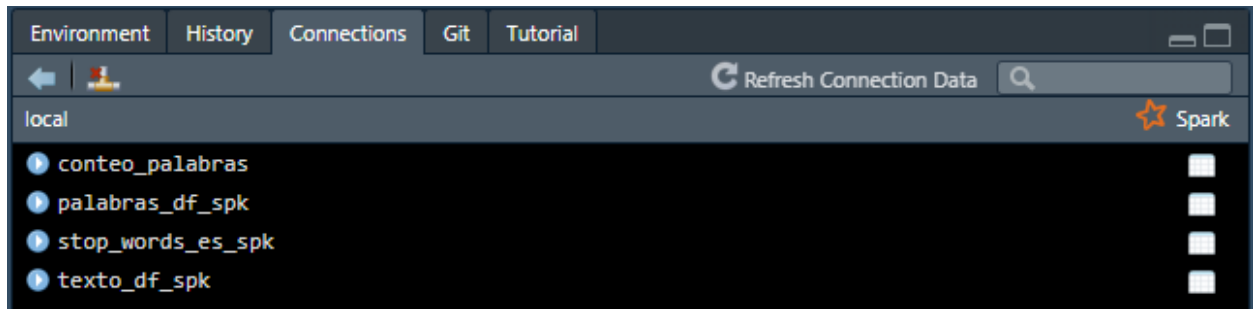 Environment History Connections Git Tutorial
Refresh Connection Data
local Spark
conteo_palabras
palabras_df_spk
stop_words_es_spk
texto_df_spk